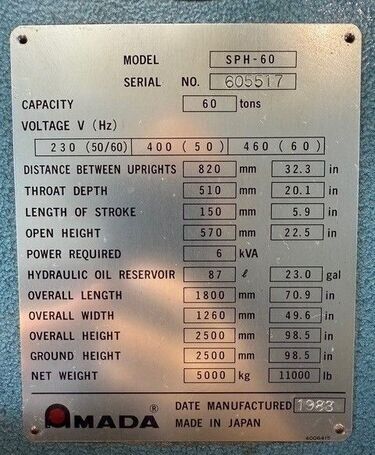 MODEL SPH-60
SERIAL NO. 605517
CAPACITY 60 tons
VOLTAGE V (Hz)
230 (50/60) 400 (50) 460 (60)
DISTANCE BETWEEN UPRIGHTS 820 mm 32.3 in
THROAT DEPTH 510 mm 20.1 in
LENGTH OF STROKE 150 mm 5.9 in
OPEN HEIGHT 570 mm 22.5 in
POWER REQUIRED 6 kVA
HYDRAULIC OIL RESERVOIR 87 ℓ 23.0 gal
OVERALL LENGTH 1800 mm 70.9 in
OVERALL WIDTH 1260 mm 49.6 in
OVERALL HEIGHT 2500 mm 98.5 in
GROUND HEIGHT 2500 mm 98.5 in
NET WEIGHT 5000 kg 11000 lb
AMADA ® DATE MANUFACTURED 1983
MADE IN JAPAN
4006415